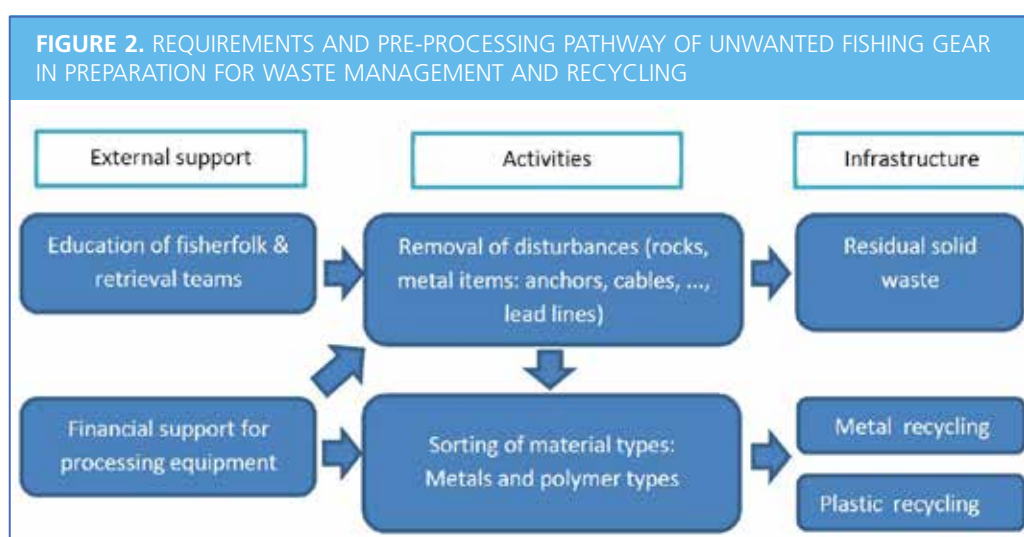 FIGURE 2. REQUIREMENTS AND PRE-PROCESSING PATHWAY OF UNWANTED FISHING GEAR
IN PREPARATION FOR WASTE MANAGEMENT AND RECYCLING
External support
Activities
Infrastructure
Education of fisherfolk &
retrieval teams
Removal of disturbances (rocks,
metal items: anchors, cables, ...,
lead lines)
Residual solid
waste
Financial support for
processing equipment
Sorting of material types:
Metals and polymer types
Metal recycling
Plastic recycling